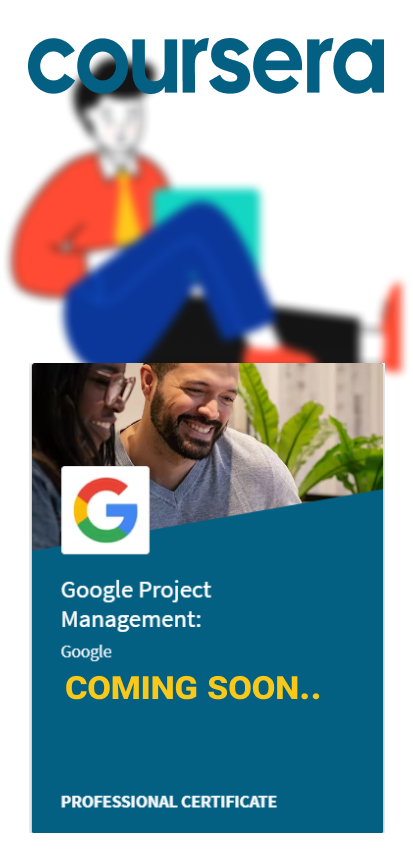 coursera
G
Google Project
Management:
Google
COMING SOON..
PROFESSIONAL CERTIFICATE